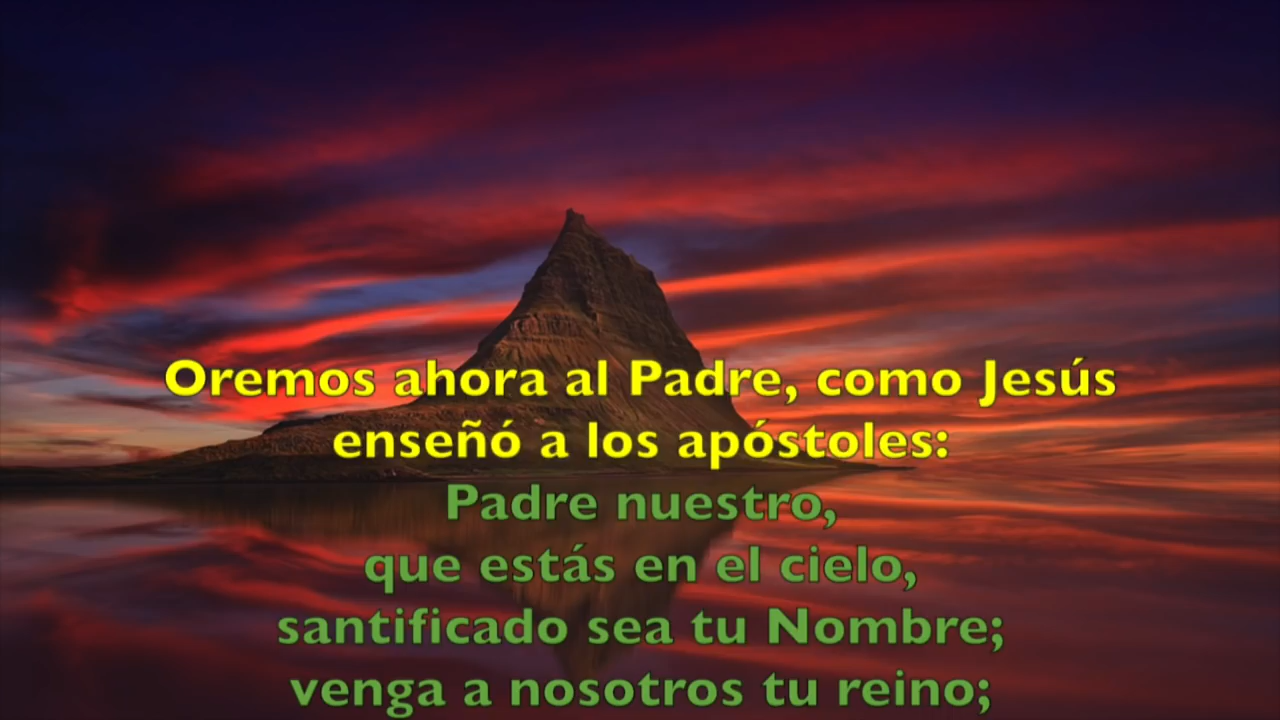 Oremos ahora al Padre, como Jesús
enseñó a los apóstoles:
Padre nuestro,
que estás en el cielo,
santificado sea tu Nombre;
venga a nosotros tu reino;